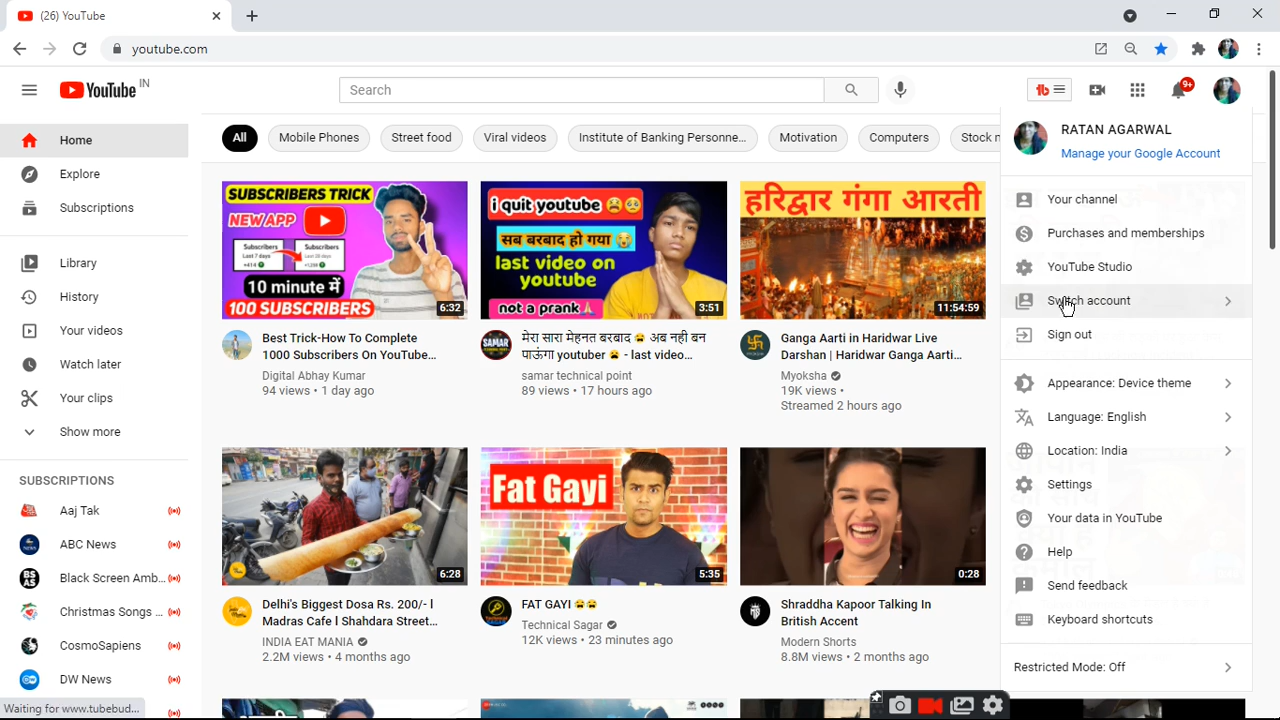 (26) YouTube
youtube.com
YouTube IN
Search
9+
Home
Explore
Subscriptions
Library
History
Your videos
Watch later
Your clips
Show more
SUBSCRIPTIONS
Aaj Tak
ABC News
Black Screen Amb...
Christmas Songs ...
CosmoSapiens
DW News
Waiting for www.tubebud...
All
Mobile Phones
Street food
Viral videos
Institute of Banking Personne...
Motivation
Computers
Stock
SUBSCRIBERS TRICK
NEW APP
Subscribers
Last 7 days
Subscribers
10 minute में
100 SUBSCRIBERS
6:32
Best Trick-How To Complete
1000 Subscribers On YouTube...
Digital Abhay Kumar
94 views • 1 day ago
i quit youtube
सब बरबाद हो गया
last video on
youtube
not a prank
3:51
SAMAR
मेरा सारा मेहनत बरबाद 😭 अब नही बन
पाऊंगा youtuber 😭 - last video...
samar technical point
89 views • 17 hours ago
हरिद्वार गंगा आरती
11:54:59
Ganga Aarti in Haridwar Live
Darshan | Haridwar Ganga Aarti...
Myoksha
19K views •
Streamed 2 hours ago
6:28
Delhi's Biggest Dosa Rs. 200/- l
Madras Cafe l Shahdara Street...
INDIA EAT MANIA
2.2M views • 4 months ago
Fat Gayi
5:35
FAT GAYI 😭😭
Technical Sagar
12K views • 23 minutes ago
0:28
Shraddha Kapoor Talking In
British Accent
Modern Shorts
8.8M views • 2 months ago
RATAN AGARWAL
Manage your Google Account
Your channel
Purchases and memberships
YouTube Studio
Switch account
Sign out
Appearance: Device theme
Language: English
Location: India
Settings
Your data in YouTube
Help
Send feedback
Keyboard shortcuts
Restricted Mode: Off